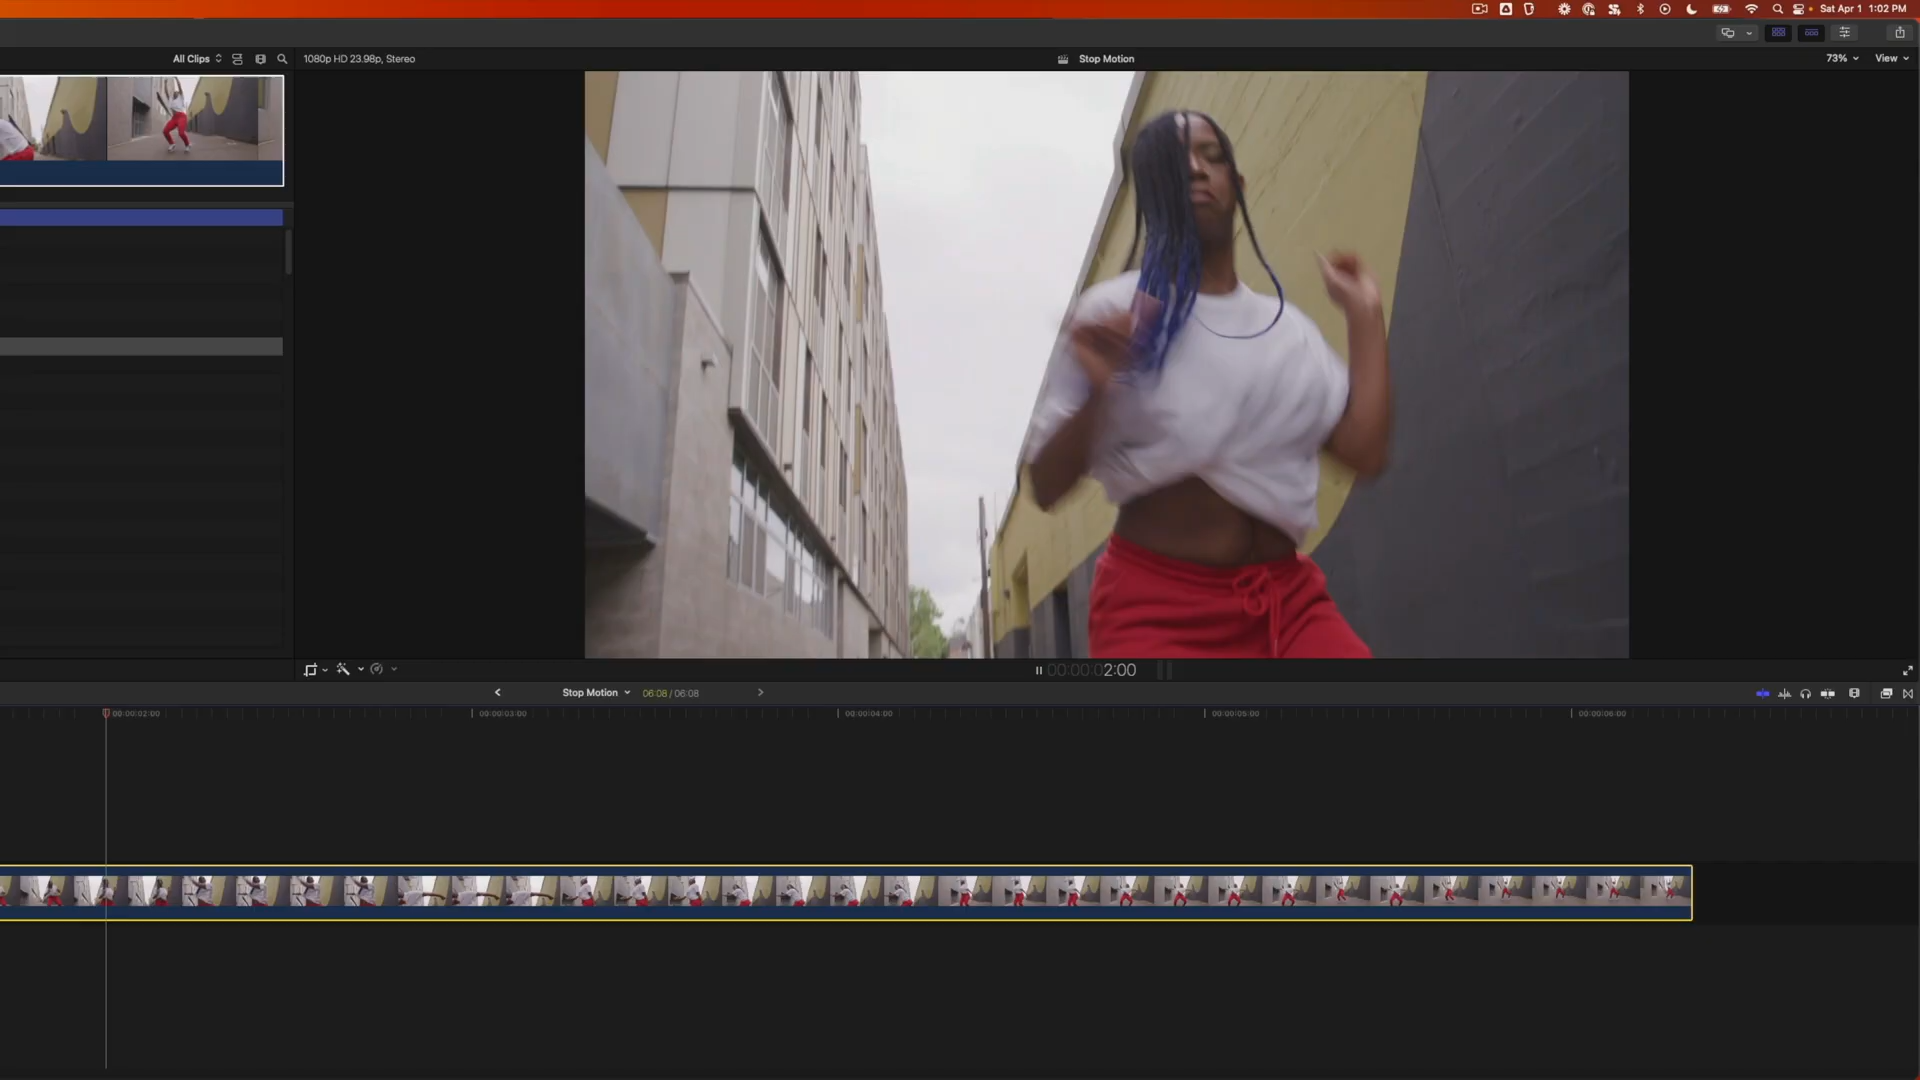 Sat Apr 1 1:02 PM
All Clips
1080p HD 23.98p, Stereo
Stop Motion
73%
View
00:00:02:00
Stop Motion
06:08 / 06:08
00:00:02:00
00:00:03:00
00:00:04:00
00:00:05:00
00:00:06:00